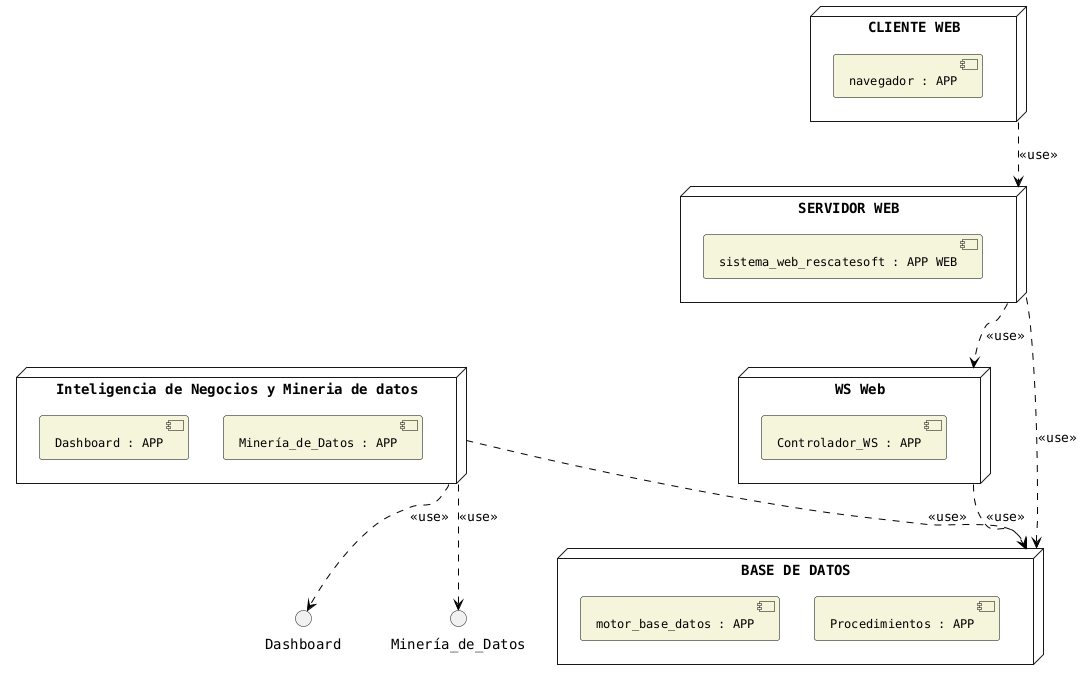 CLIENTE WEB
navegador : APP
«use»
SERVIDOR WEB
sistema_web_rescatesoft : APP WEB
«use»
Inteligencia de Negocios y Mineria de datos
Dashboard : APP
Minería_de_Datos : APP
WS Web
Controlador_WS : APP
«use»
«use»
«use»
«use»
«use»
BASE DE DATOS
motor_base_datos : APP
Procedimientos : APP
Dashboard
Minería_de_Datos